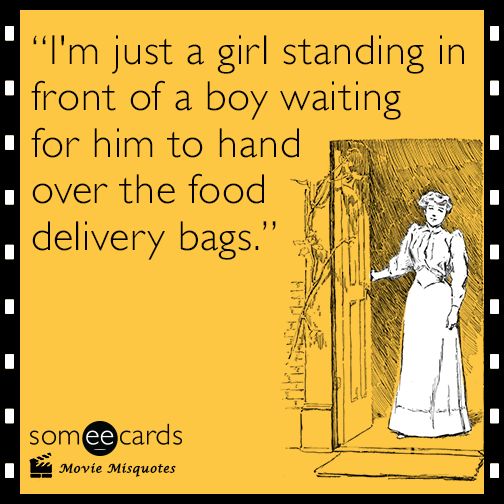 “I'm just a girl standing in
front of a boy waiting
for him to hand
over the food
delivery bags.”
someecards
Movie Misquotes